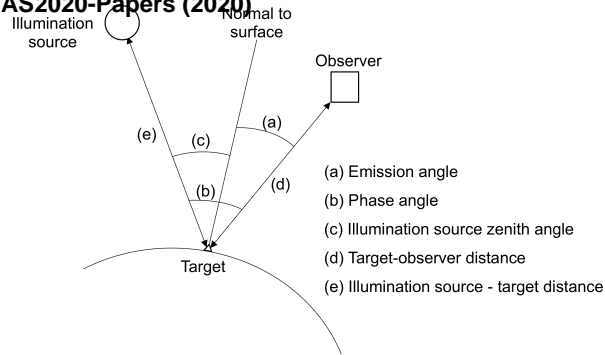 AS2020-Papers (2020)
Illumination
source
Normal to
surface
Observer
(a)
(e)
(c)
(b)
(d)
Target
(a) Emission angle
(b) Phase angle
(c) Illumination source zenith angle
(d) Target-observer distance
(e) Illumination source - target distance